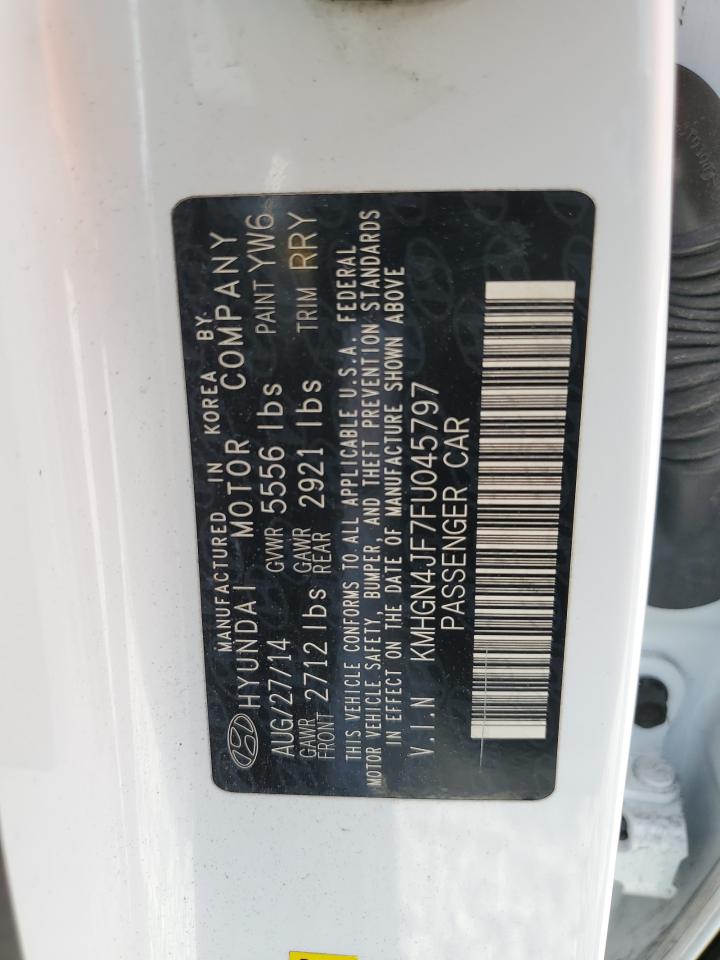 MANUFACTURED IN KOREA BY
HYUNDAI MOTOR COMPANY
AUG/27/14 GVWR 5556 lbs PAINT YW6
GAWR FRONT 2712 lbs GAWR REAR 2921 lbs TRIM RRY
THIS VEHICLE CONFORMS TO ALL APPLICABLE U.S.A. FEDERAL
MOTOR VEHICLE SAFETY, BUMPER AND THEFT PREVENTION STANDARDS
IN EFFECT ON THE DATE OF MANUFACTURE SHOWN ABOVE
V.I.N KMHGN4JF7FU045797
PASSENGER CAR